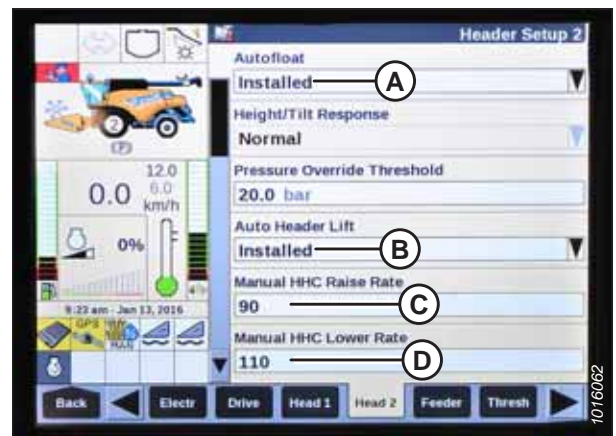 Header Setup 2
Autofloat
Installed
A
Height/Tilt Response
Normal
Pressure Override Threshold
20.0 bar
Auto Header Lift
Installed
B
Manual HHC Raise Rate
90
C
Manual HHC Lower Rate
110
D
2
(P)
12.0
6.0
0.0 km/h
0%
9:23 am - Jan 13, 2016
GPS
Back
Electr
Drive
Head 1
Head 2
Feeder
Thresh
1016062